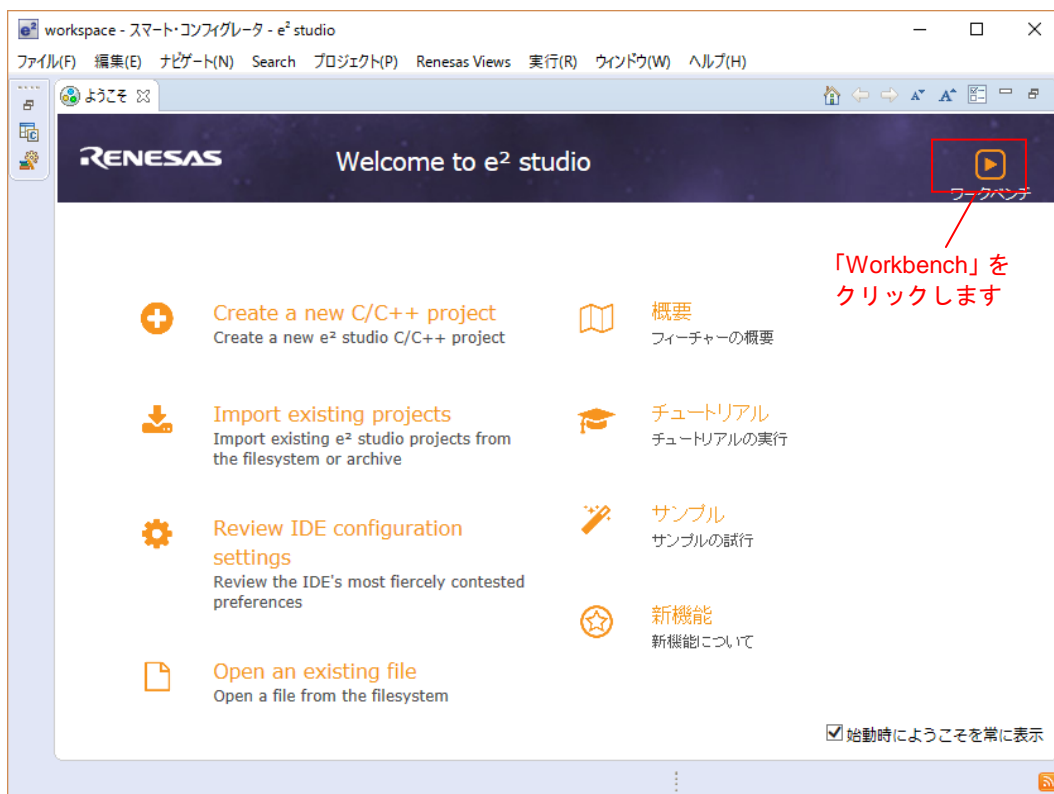 workspace - スマート・コンフィグレータ - e² studio
ファイル(F) 編集(E) ナビゲート(N) Search プロジェクト(P) Renesas Views 実行(R) ウィンドウ(W) ヘルプ(H)
ようこそ
RENESAS
Welcome to e² studio
ワークベンチ
「Workbench」を
クリックします
Create a new C/C++ project
Create a new e² studio C/C++ project
Import existing projects
Import existing e² studio projects from
the filesystem or archive
Review IDE configuration
settings
Review the IDE's most fiercely contested
preferences
Open an existing file
Open a file from the filesystem
概要
フィーチャーの概要
チュートリアル
チュートリアルの実行
サンプル
サンプルの試行
新機能
新機能について
始動時にようこそを常に表示